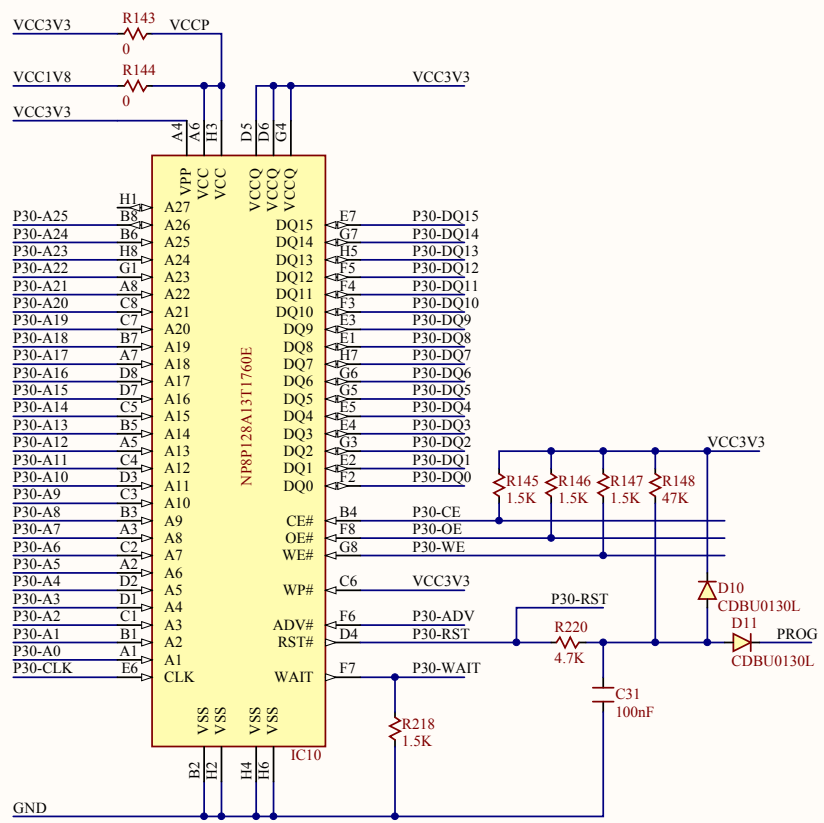 VCC3V3 R143 VCCP
0
VCC1V8 R144 VCC3V3
0
VCC3V3
A4 A6 H3 D5 D6 G4
VPP VCC VCC VCCQ VCCQ VCCQ
H1 A27
P30-A25 B8 A26 DQ15 E7 P30-DQ15
P30-A24 B6 A25 DQ14 G7 P30-DQ14
P30-A23 H8 A24 DQ13 H5 P30-DQ13
P30-A22 G1 A23 DQ12 F5 P30-DQ12
P30-A21 A8 A22 DQ11 F4 P30-DQ11
P30-A20 C8 A21 DQ10 F3 P30-DQ10
P30-A19 C7 A20 DQ9 E3 P30-DQ9
P30-A18 B7 A19 DQ8 E1 P30-DQ8
P30-A17 A7 A18 DQ7 H7 P30-DQ7
P30-A16 D8 A17 DQ6 G6 P30-DQ6
P30-A15 D7 A16 DQ5 G5 P30-DQ5
P30-A14 C5 A15 DQ4 E5 P30-DQ4
P30-A13 B5 A14 DQ3 E4 P30-DQ3
P30-A12 A5 A13 DQ2 G3 P30-DQ2
P30-A11 C4 A12 DQ1 E2 P30-DQ1
P30-A10 D3 A11 DQ0 F2 P30-DQ0
NP8P128A13T1760E
VCC3V3
R145 R146 R147 R148
1.5K 1.5K 1.5K 47K
P30-A9 C3 A10
P30-A8 B3 A9 CE# B4 P30-CE
P30-A7 A3 A8 OE# F8 P30-OE
P30-A6 C2 A7 WE# G8 P30-WE
P30-A5 A2 A6
P30-A4 D2 A5 WP# C6 VCC3V3
D10
CDBU0130L
P30-A3 D1 A4 P30-RST
P30-A2 C1 A3 ADV# F6 P30-ADV
P30-A1 B1 A2 RST# D4 P30-RST R220 D11 PROG
4.7K CDBU0130L
P30-A0 A1 A1
P30-CLK E6 CLK WAIT F7 P30-WAIT
C31
100nF
R218
1.5K
VSS VSS VSS VSS
IC10
B2 H2 H4 H6
GND